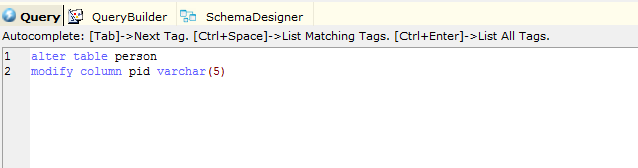 Query QueryBuilder SchemaDesigner
Autocomplete: [Tab]->Next Tag. [Ctrl+Space]->List Matching Tags. [Ctrl+Enter]->List All Tags.
1 alter table person
2 modify column pid varchar(5)